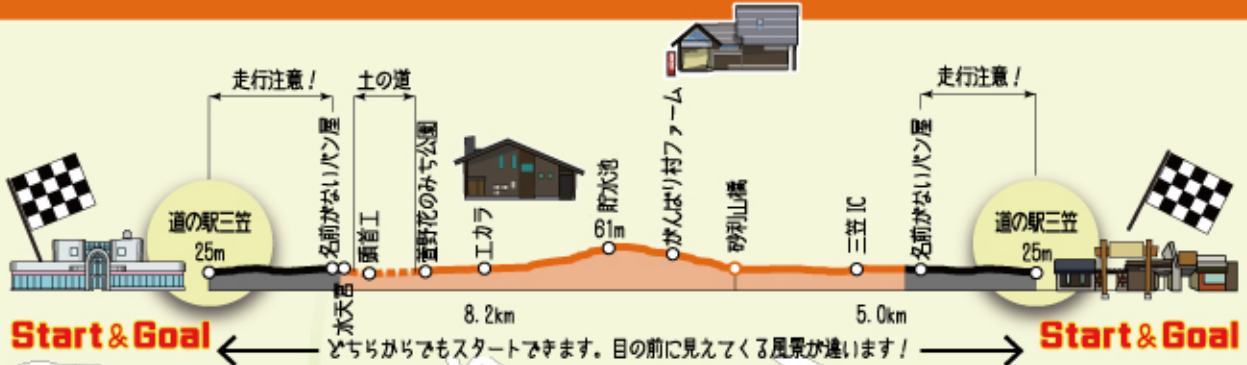 走行注意！
土の道
走行注意！
道の駅三笠
25m
名前がないパン屋
水天宮
頭首工
萱野花のみち公園
エカラ
61m
貯水池
がんばり村ファーム
砂利山橋
三笠IC
名前がないパン屋
道の駅三笠
25m
8.2km
5.0km
Start&Goal
どちらからでもスタートできます。目の前に見えてくる風景が違います！
Start&Goal